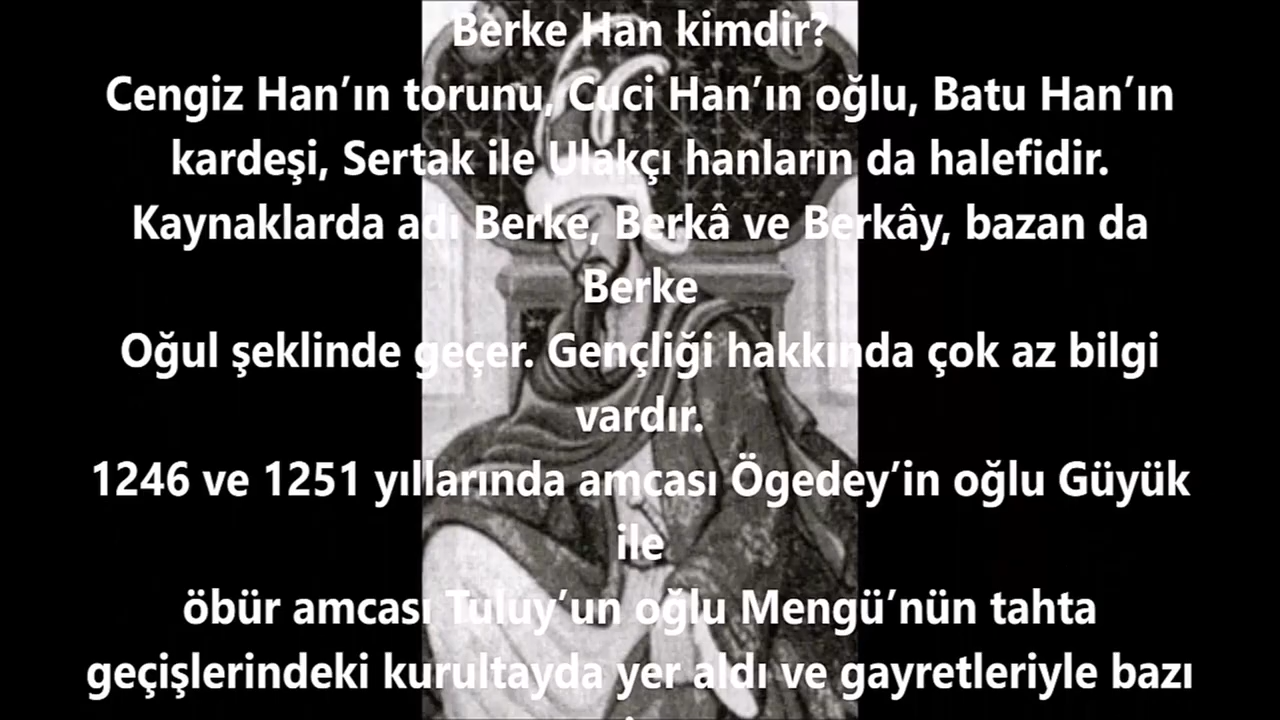 Berke Han kimdir?
Cengiz Han’ın torunu, Cuci Han’ın oğlu, Batu Han’ın
kardeşi, Sertak ile Ulakçı hanların da halefidir.
Kaynaklarda adı Berke, Berkâ ve Berkây, bazan da
Berke
Oğul şeklinde geçer. Gençliği hakkında çok az bilgi
vardır.
1246 ve 1251 yıllarında amcası Ögedey’in oğlu Güyük
ile
öbür amcası Tuluy’un oğlu Mengü’nün tahta
geçişlerindeki kurultayda yer aldı ve gayretleriyle bazı